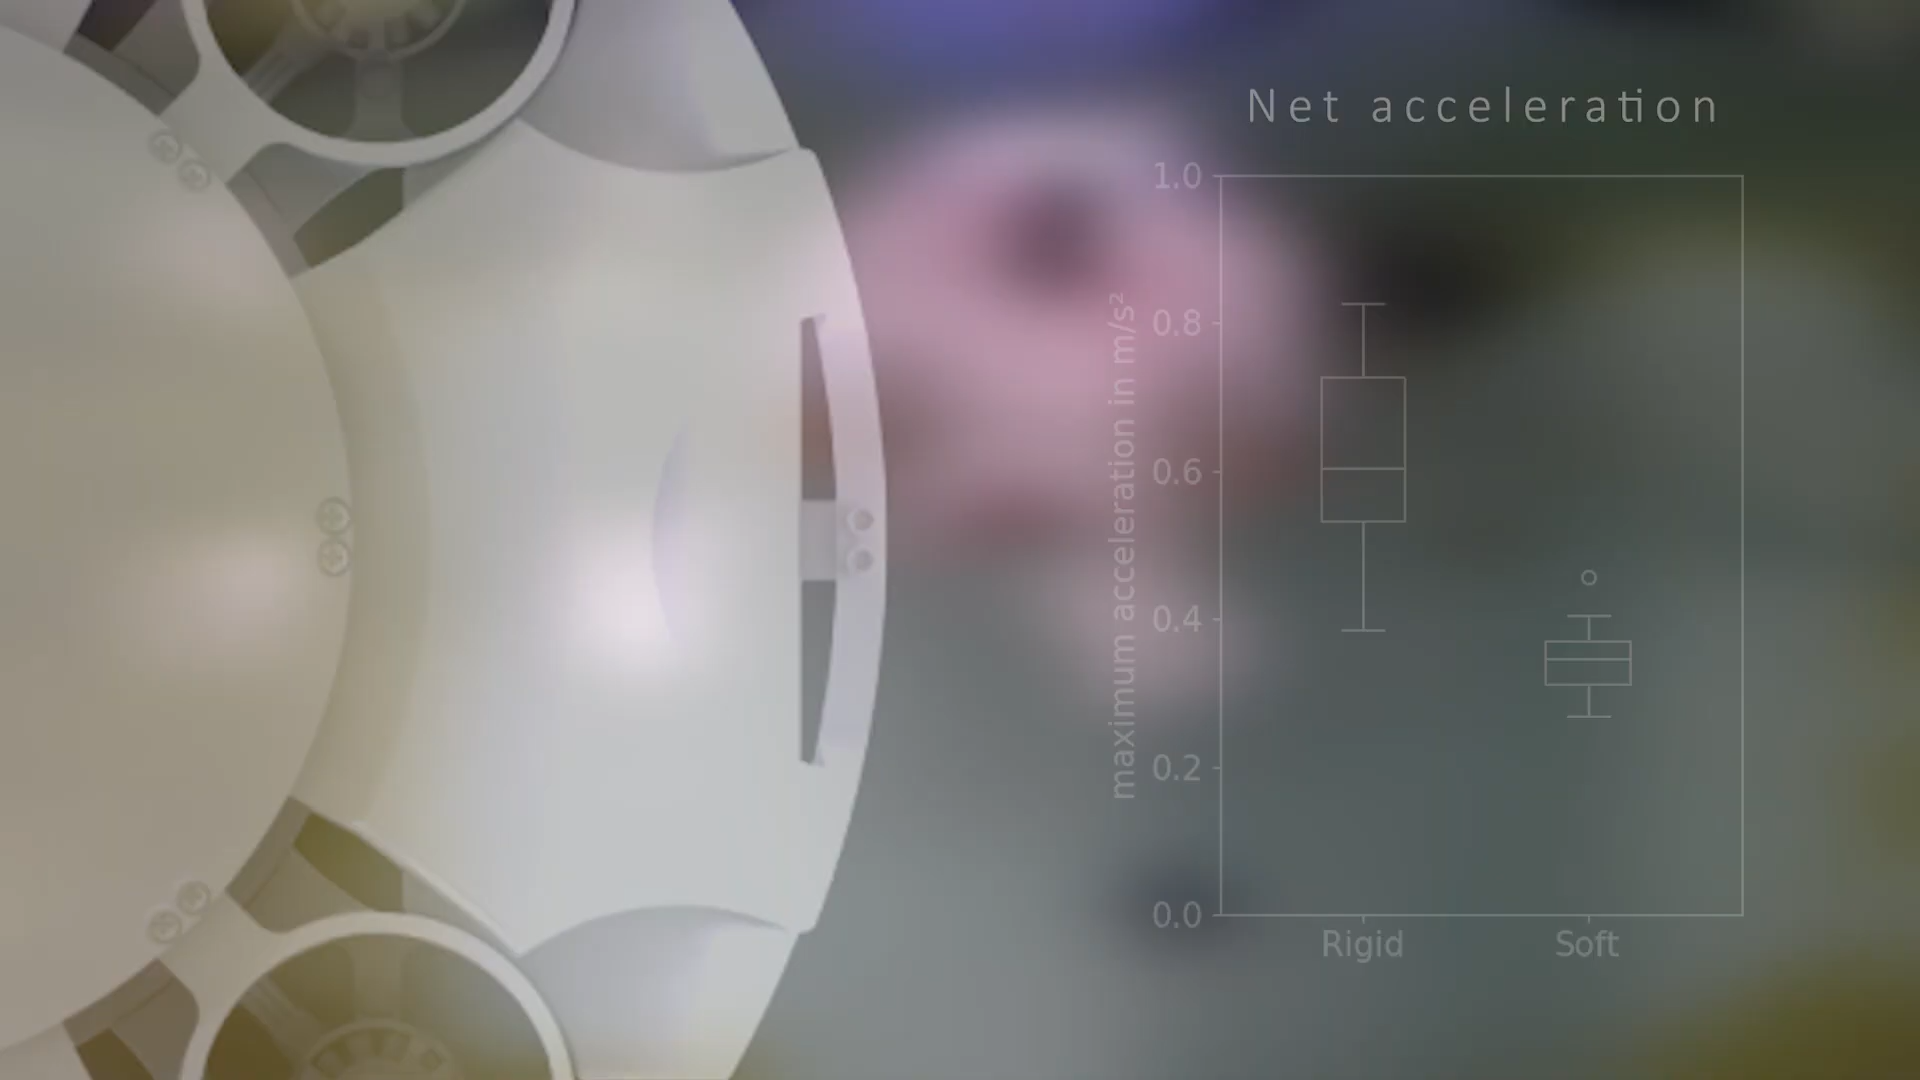 Net acceleration
maximum acceleration in m/s²
1.0
0.8
0.6
0.4
0.2
0.0
Rigid
Soft